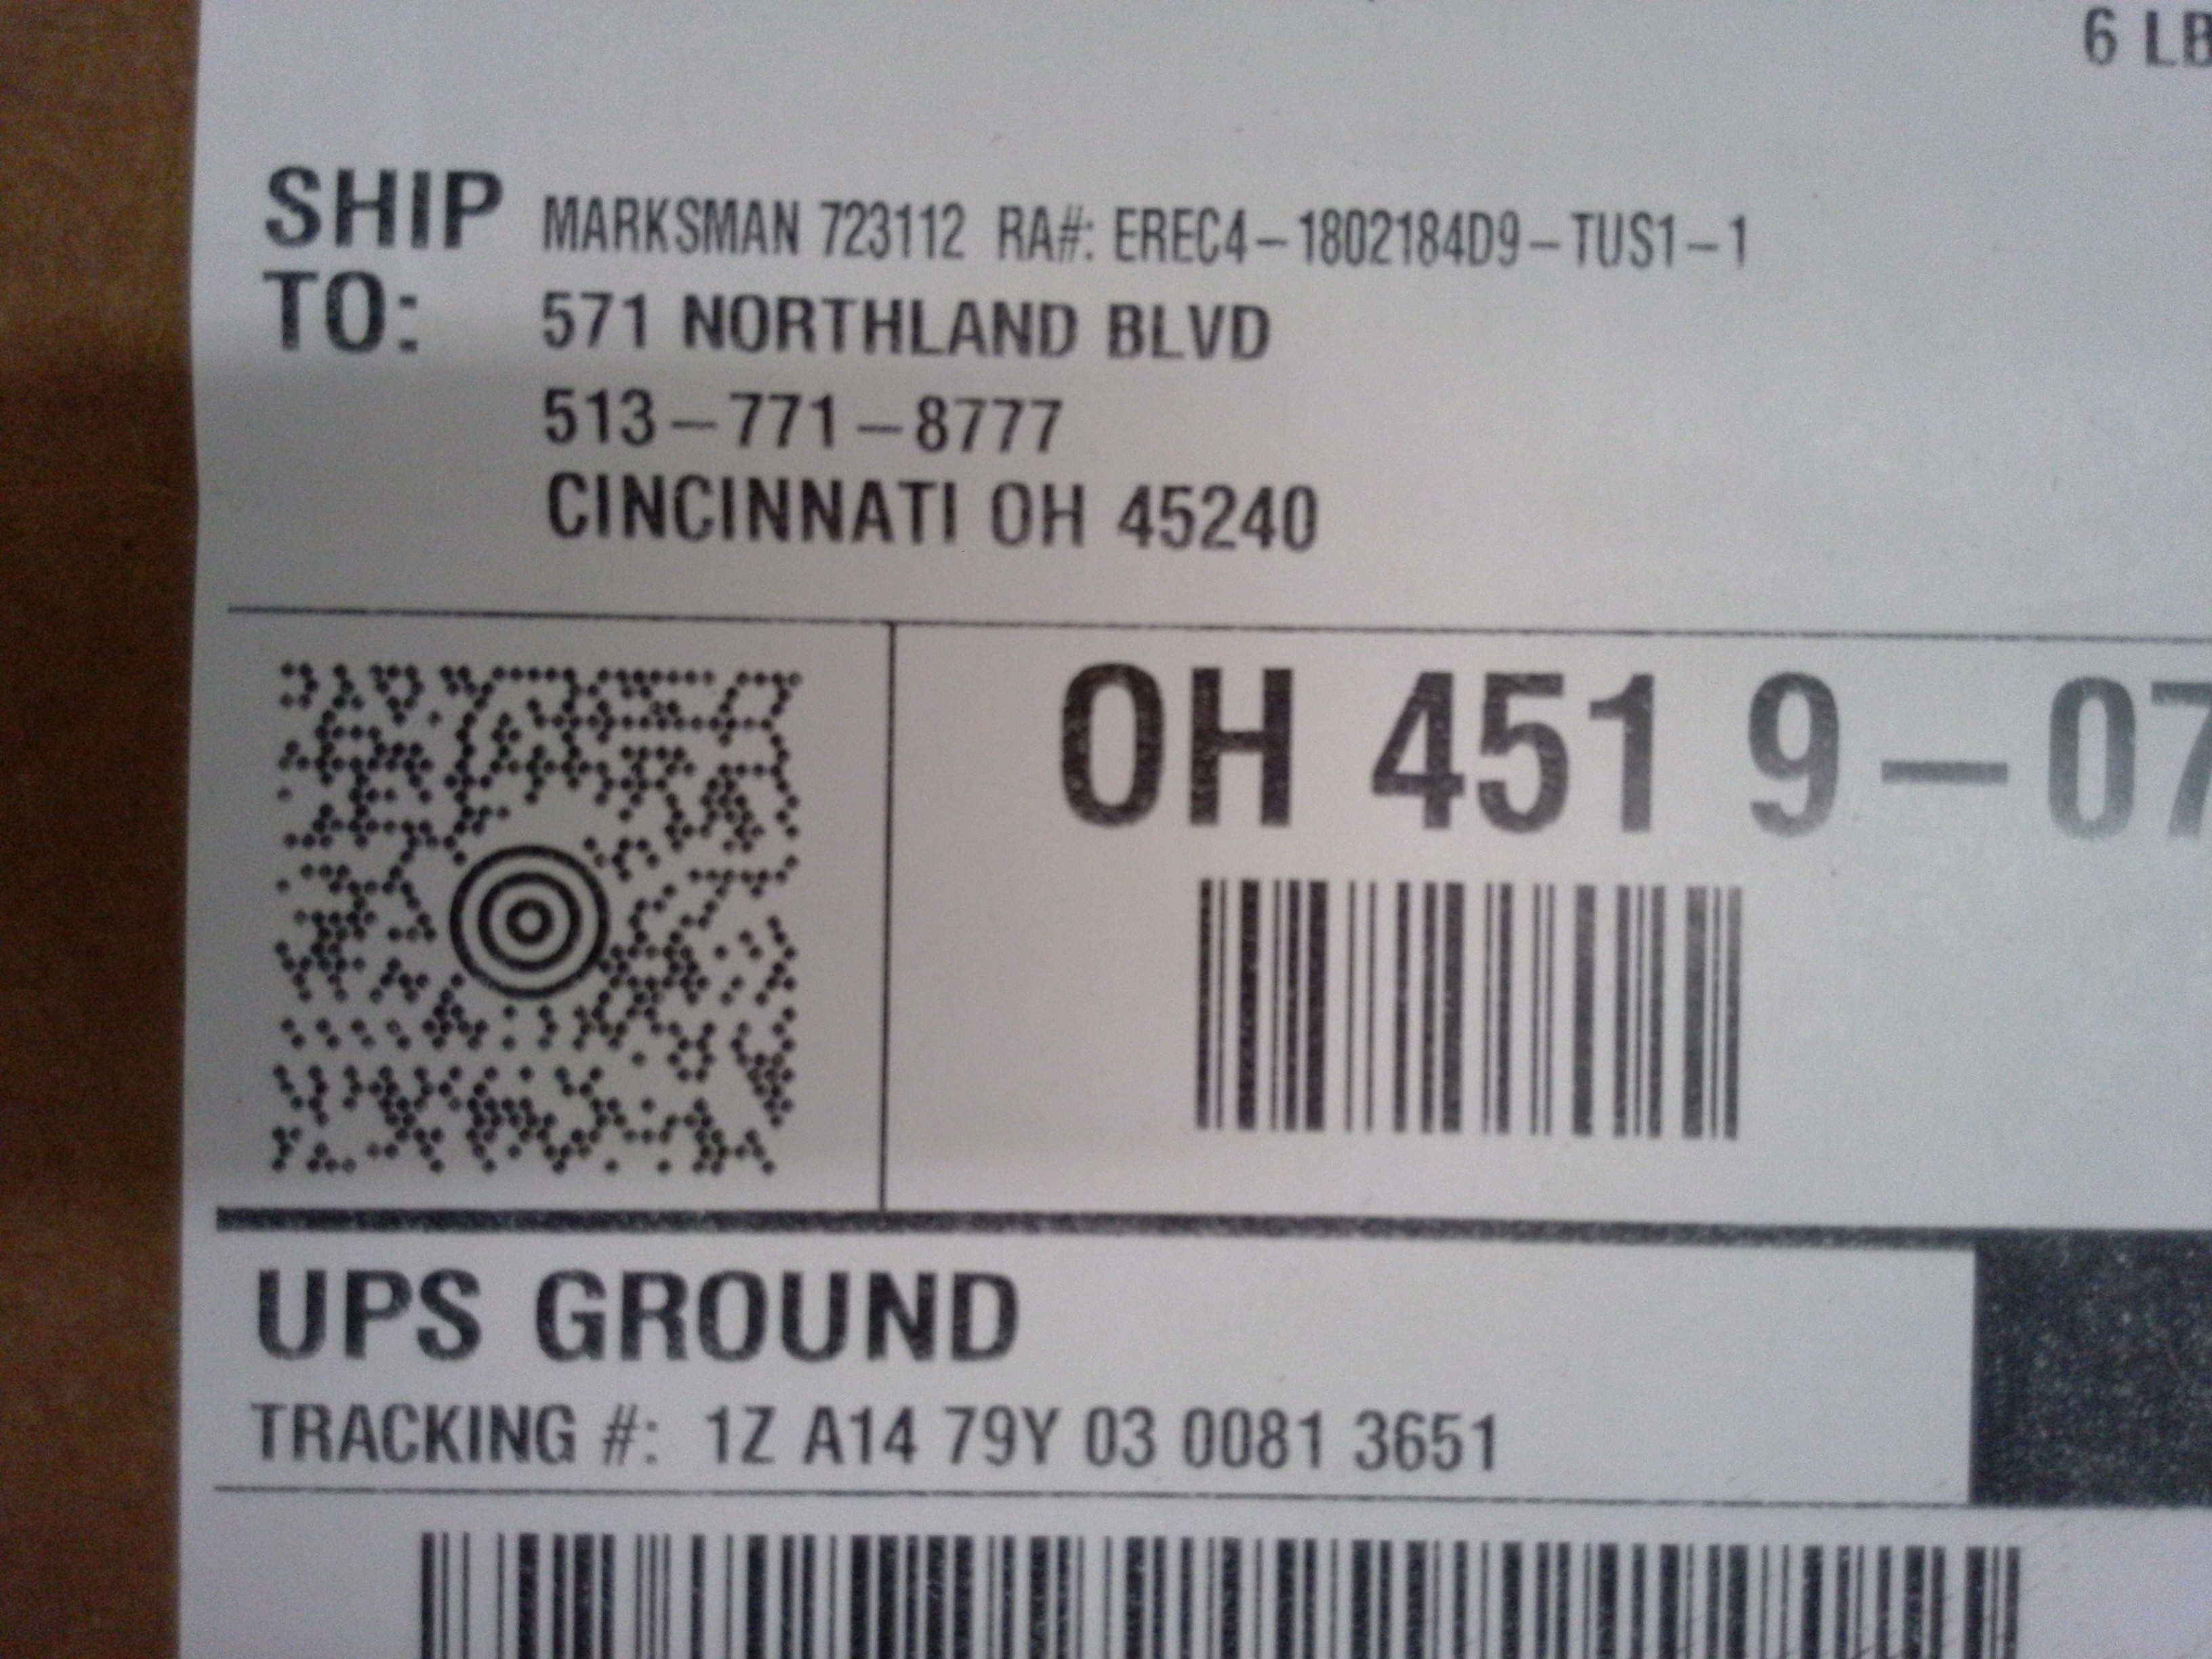 6 LB
SHIP TO:
MARKSMAN 723112 RA#: EREC4-1802184D9-TUS1-1
571 NORTHLAND BLVD
513-771-8777
CINCINNATI OH 45240
OH 451 9-07
UPS GROUND
TRACKING #: 1Z A14 79Y 03 0081 3651